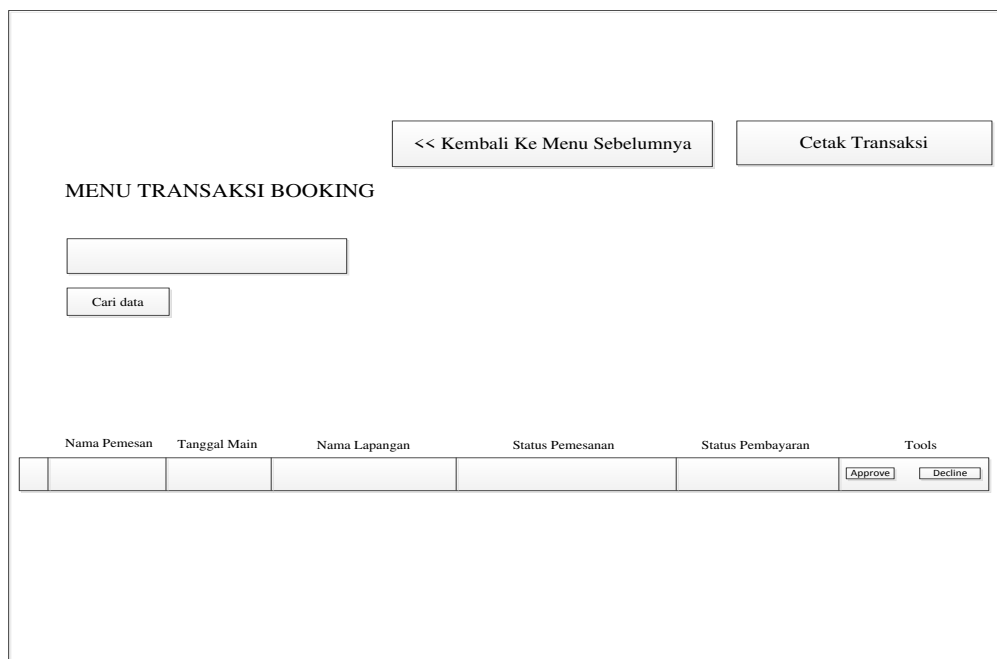 << Kembali Ke Menu Sebelumnya
Cetak Transaksi
MENU TRANSAKSI BOOKING
Cari data
Nama Pemesan Tanggal Main Nama Lapangan Status Pemesanan Status Pembayaran Tools
Approve Decline